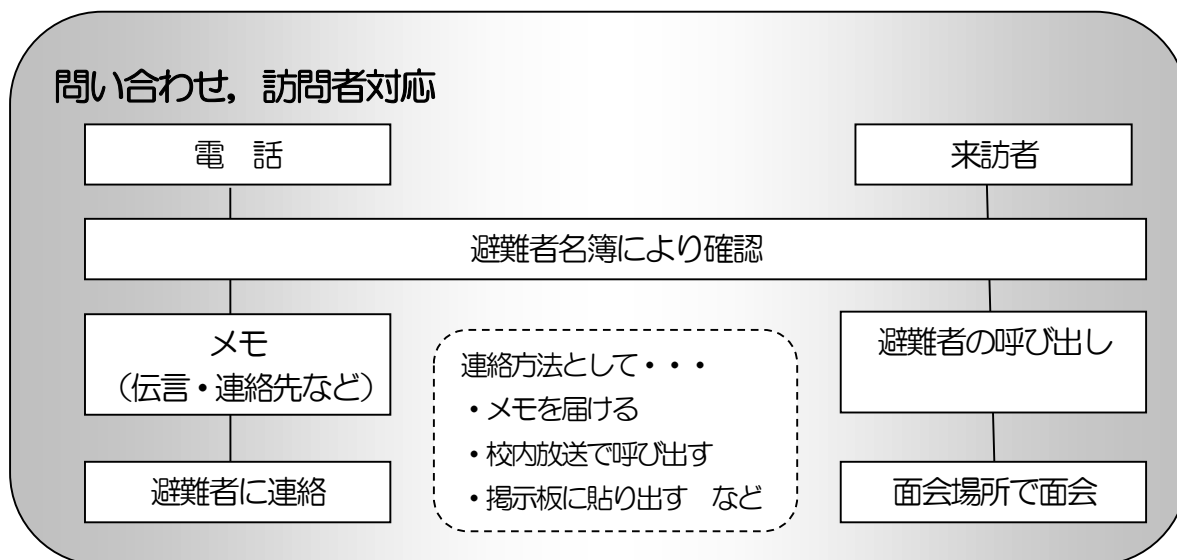 問い合わせ，訪問者対応
電　話
来訪者
避難者名簿により確認
メモ
（伝言・連絡先など）
避難者に連絡
連絡方法として・・・
・メモを届ける
・校内放送で呼び出す
・掲示板に貼り出す　など
避難者の呼び出し
面会場所で面会